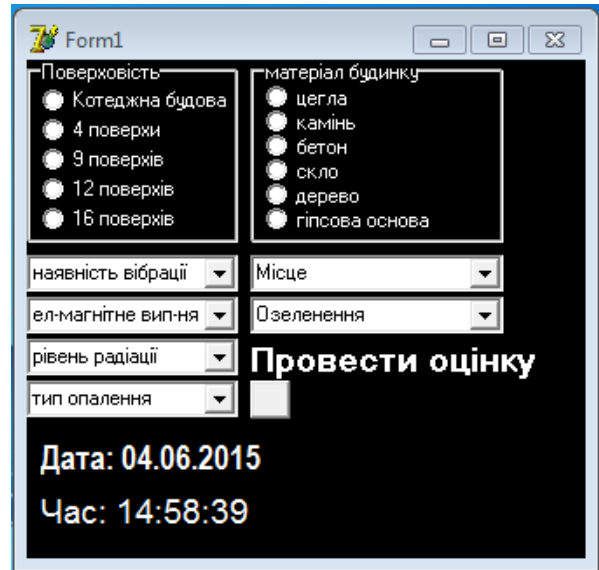 Form1
Поверховість
Котеджна будова
4 поверхи
9 поверхів
12 поверхів
16 поверхів
матеріал будинку
цегла
камінь
бетон
скло
дерево
гіпсова основа
наявність вібрації
Місце
ел-магнітне вип-ня
Озеленення
рівень радіації
Провести оцінку
тип опалення
Дата: 04.06.2015
Час: 14:58:39